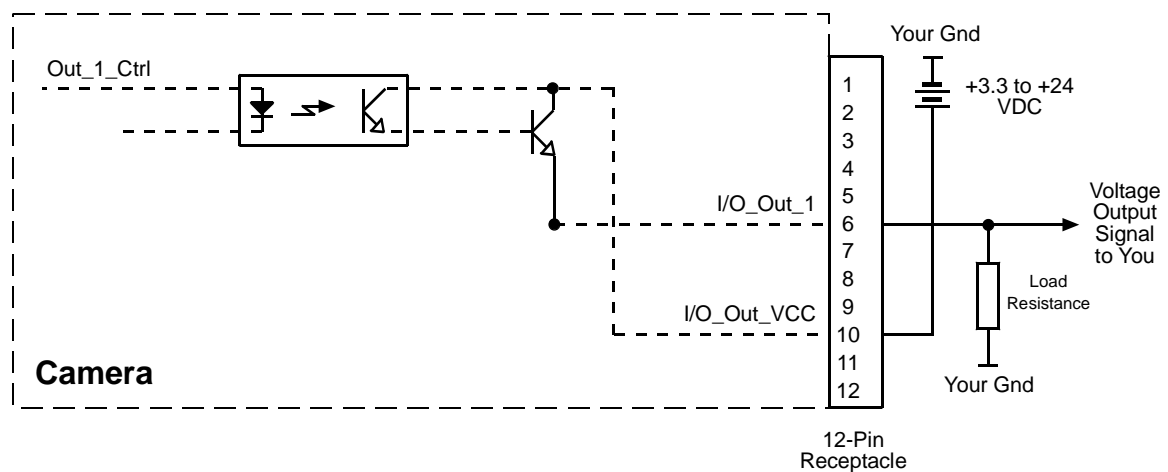 Your Gnd
+3.3 to +24
VDC
Out_1_Ctrl
1
2
3
4
5
6
7
8
9
10
11
12
I/O_Out_1
I/O_Out_VCC
Voltage
Output
Signal
to You
Load
Resistance
Your Gnd
Camera
12-Pin
Receptacle